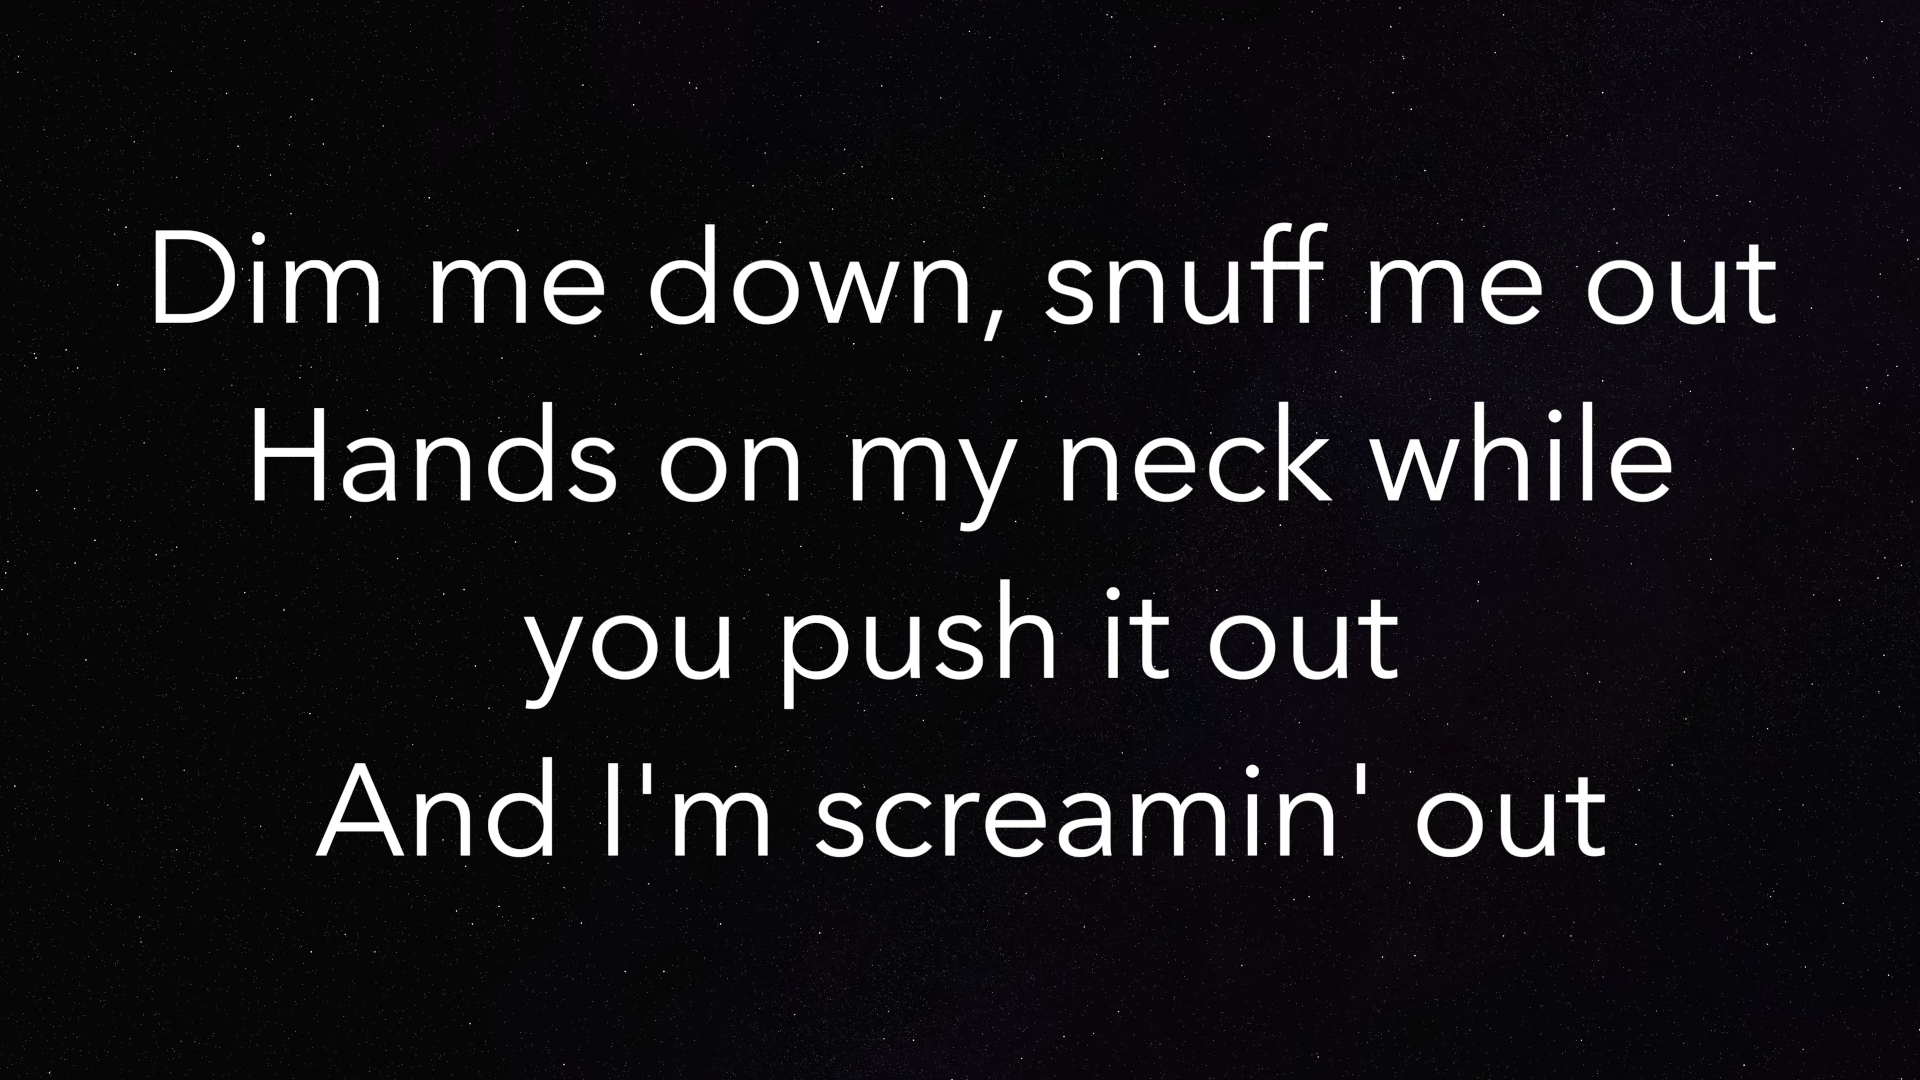 Dim me down, snuff me out
Hands on my neck while
you push it out
And I'm screamin' out